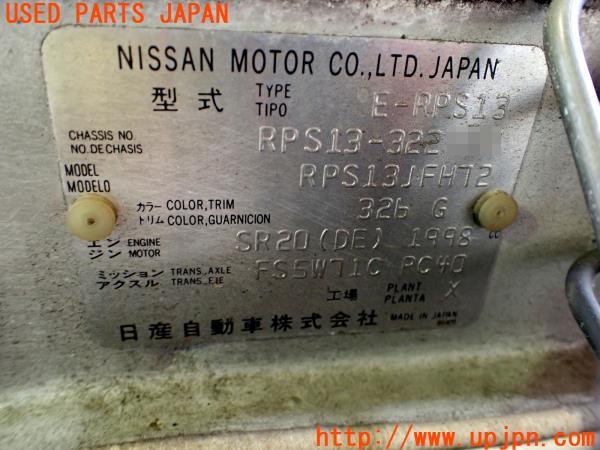 USED PARTS JAPAN
NISSAN MOTOR CO.,LTD. JAPAN
型式 TYPE TIPO E-RPS13
CHASSIS NO. NO.DE CHASIS RPS13-322
MODEL MODELO RPS13JFH72
カラー COLOR,TRIM トリム COLOR,GUARNICION 326 G
エンジン ENGINE MOTOR SR20(DE) 1998 cc
ミッション TRANS.,AXLE アクスル TRANS.,EJE FS5W71C PC40
工場 PLANT PLANTA X
日産自動車株式会社 MADE IN JAPAN
http://www.upjpn.com